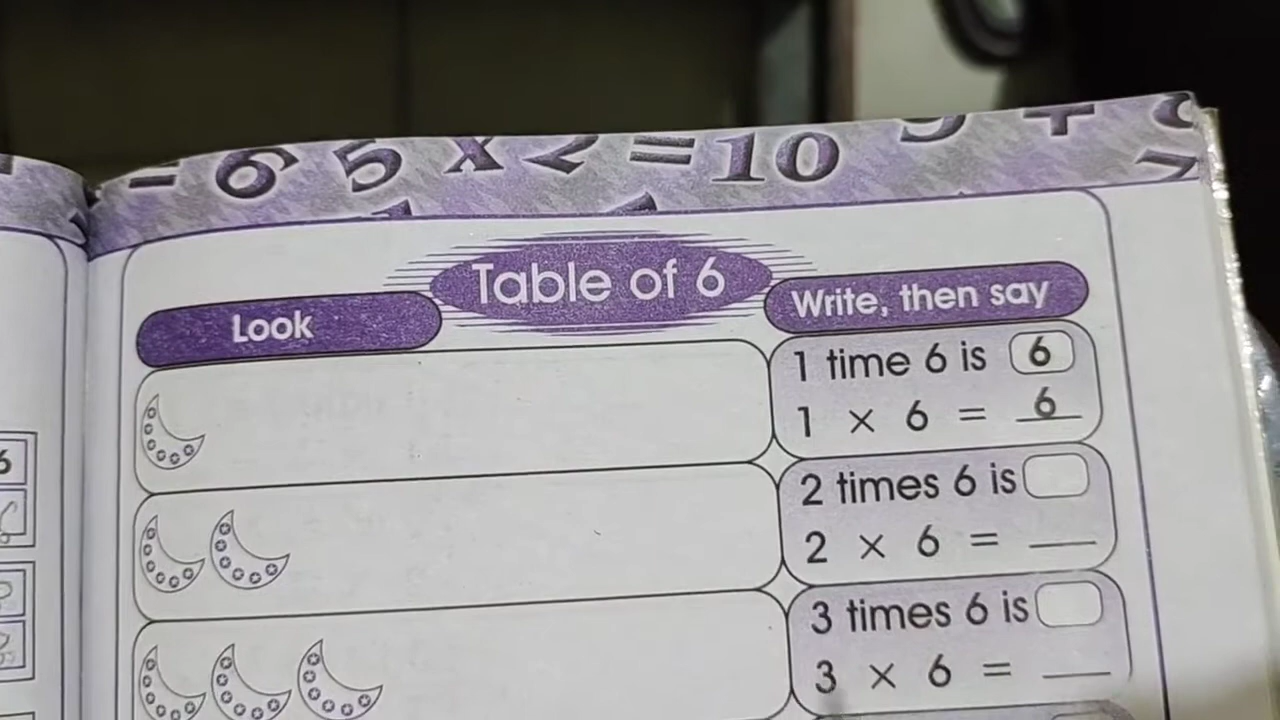 = 6 5 x 2 = 10
Table of 6
Look
Write, then say
1 time 6 is 6
1 × 6 = 6
2 times 6 is
2 × 6 =
3 times 6 is
3 × 6 =
6